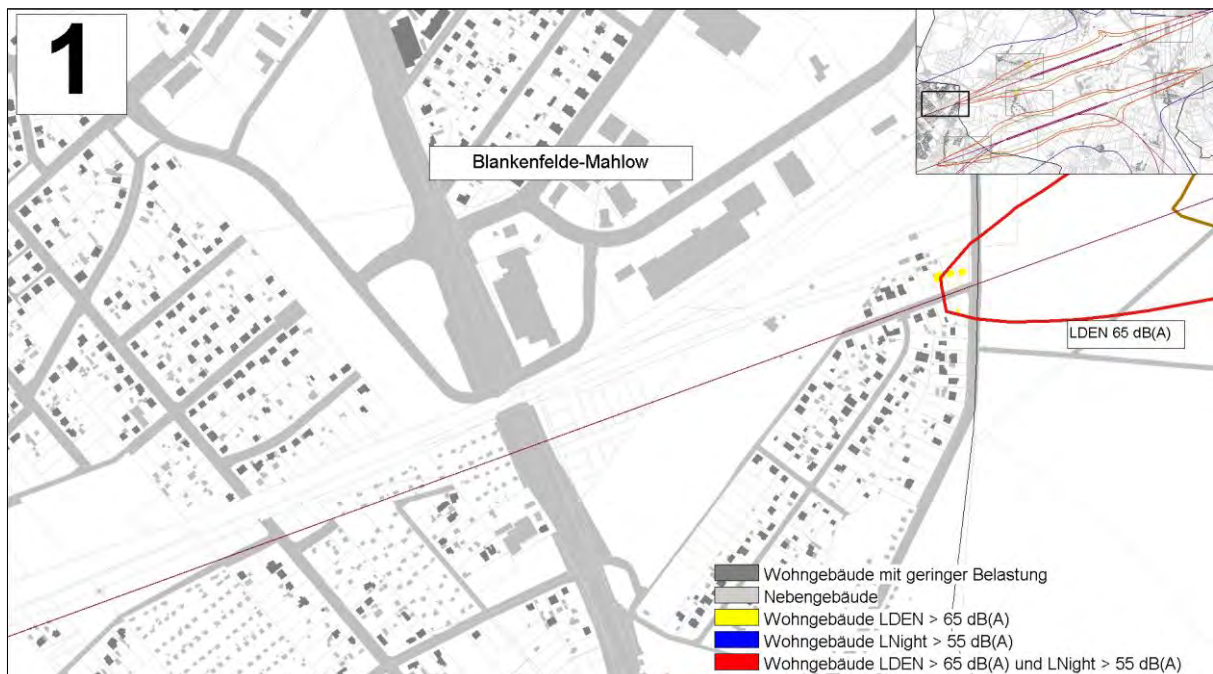 1
Blankenfelde-Mahlow
LDEN 65 dB(A)
Wohngebäude mit geringer Belastung
Nebengebäude
Wohngebäude LDEN > 65 dB(A)
Wohngebäude LNight > 55 dB(A)
Wohngebäude LDEN > 65 dB(A) und LNight > 55 dB(A)